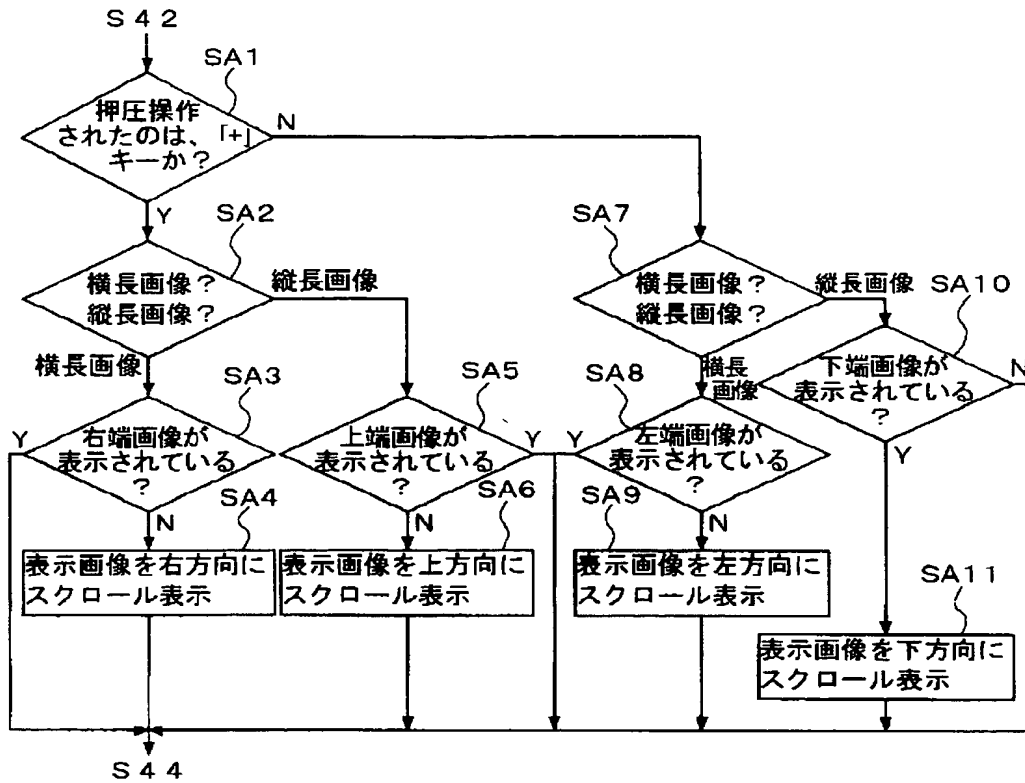 S42
SA1
押圧操作
されたのは、「+」
キーか?
N
Y
SA2
横長画像?
縦長画像?
縦長画像
横長画像
SA3
右端画像が
表示されている
?
Y
N
SA4
表示画像を右方向に
スクロール表示
SA5
上端画像が
表示されている
?
Y
N
SA6
表示画像を上方向に
スクロール表示
SA7
横長画像?
縦長画像?
縦長画像
横長
画像
SA8
左端画像が
表示されている
?
Y
N
SA9
表示画像を左方向に
スクロール表示
SA10
下端画像が
表示されている
?
N
Y
SA11
表示画像を下方向に
スクロール表示
S44